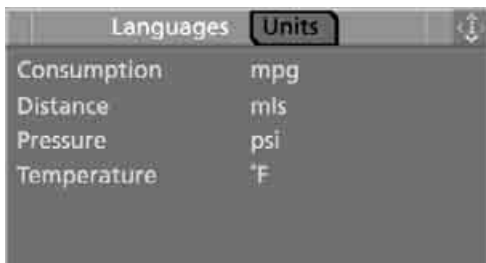 Languages Units
Consumption mpg
Distance mls
Pressure psi
Temperature °F